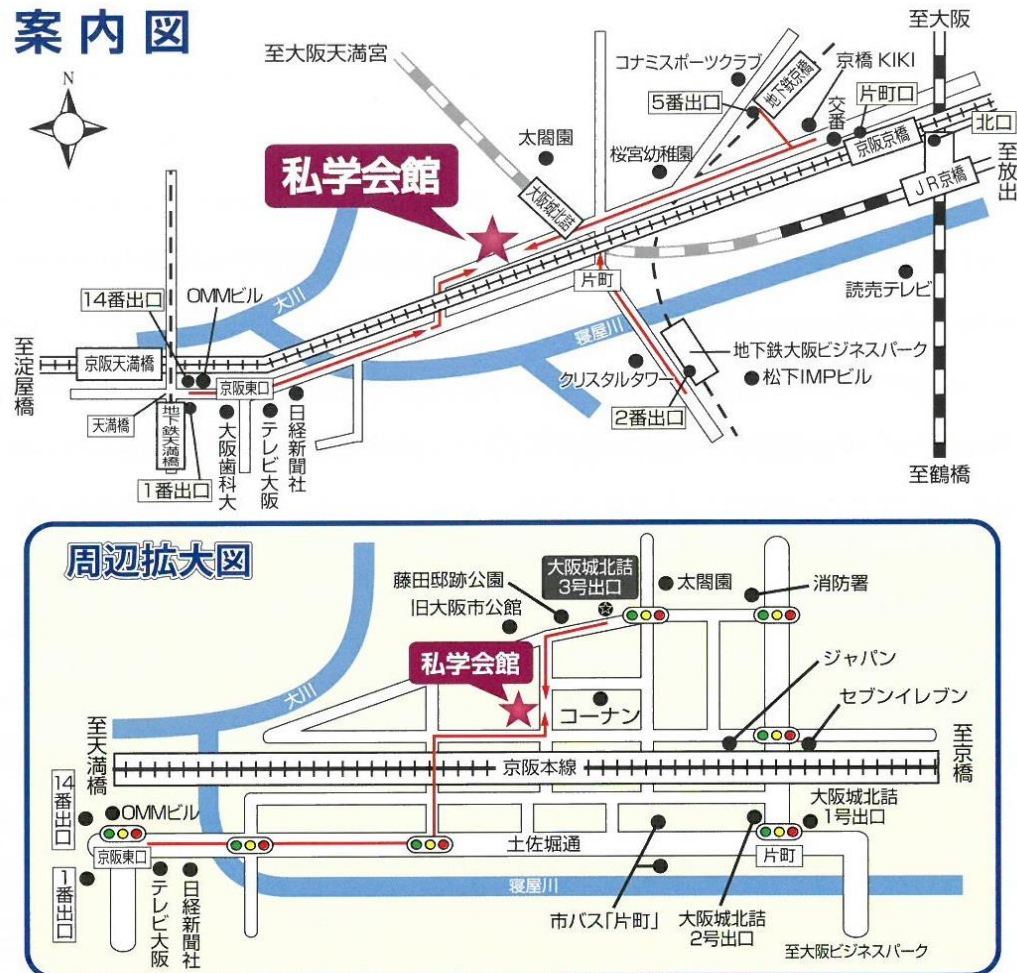 案内図
N
至大阪天満宮
コナミスポーツクラブ
地下鉄京橋
京橋 KIKI
至大阪
5番出口
交番
片町口
京阪京橋
北口
至放出
JR京橋
太閤園
桜宮幼稚園
私学会館
大阪城北詰
片町
読売テレビ
14番出口
OMMビル
大川
寝屋川
至淀屋橋
京阪天満橋
京阪東口
天満橋
地下鉄天満橋
1番出口
大阪歯科大
テレビ大阪
日経新聞社
クリスタルタワー
2番出口
地下鉄大阪ビジネスパーク
松下IMPビル
至鶴橋
周辺拡大図
藤田邸跡公園
旧大阪市公館
大阪城北詰
3号出口
太閤園
消防署
私学会館
ジャパン
セブンイレブン
コーナン
大川
至天満橋
京阪本線
至京橋
14番出口
OMMビル
京阪東口
1番出口
テレビ大阪
日経新聞社
土佐堀通
片町
大阪城北詰
1号出口
寝屋川
市バス「片町」
大阪城北詰
2号出口
至大阪ビジネスパーク